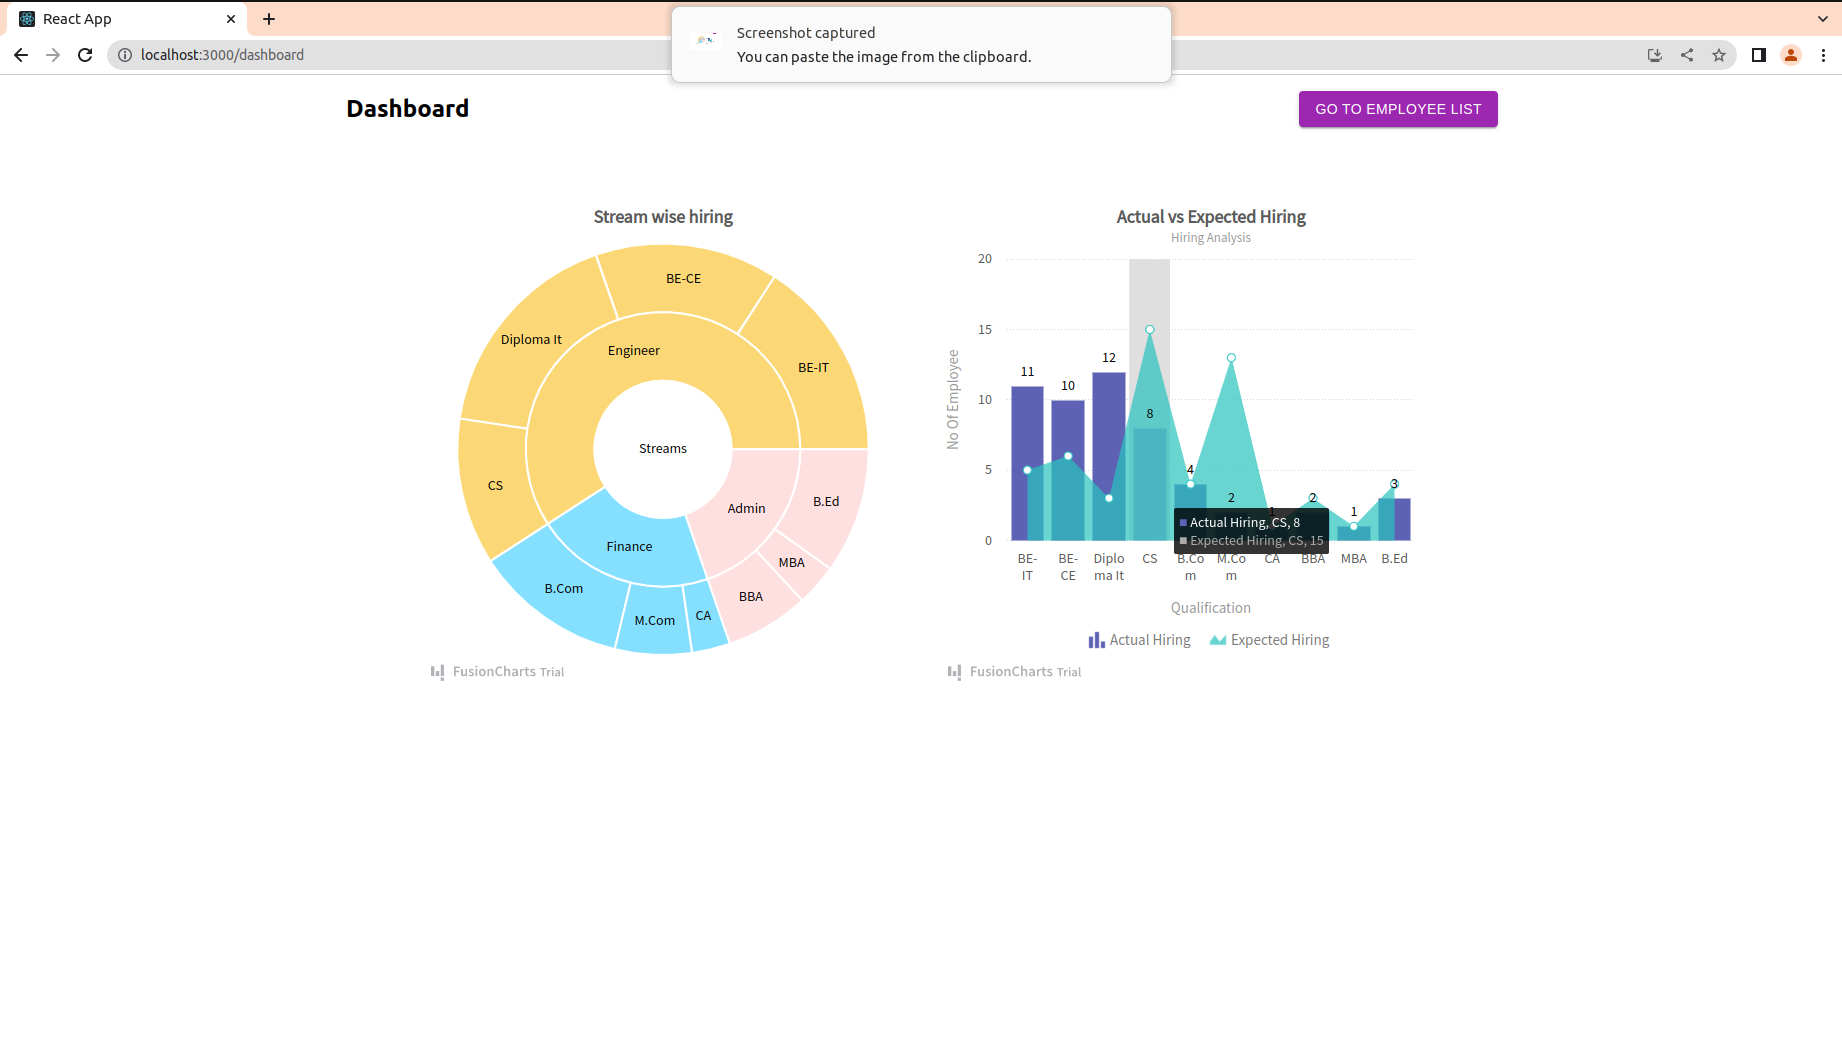 React App
localhost:3000/dashboard
Screenshot captured
You can paste the image from the clipboard.
Dashboard
GO TO EMPLOYEE LIST
Stream wise hiring
BE-CE
Diploma It
Engineer
BE-IT
Streams
CS
Admin
B.Ed
Finance
MBA
B.Com
BBA
M.Com
CA
FusionCharts Trial
Actual vs Expected Hiring
Hiring Analysis
20
15
10
5
0
No Of Employee
11
10
12
8
4
2
1
2
1
3
Actual Hiring, CS, 8
Expected Hiring, CS, 15
BE-
IT
BE-
CE
Diplo
ma It
CS
B.Co
m
M.Co
m
CA
BBA
MBA
B.Ed
Qualification
Actual Hiring
Expected Hiring
FusionCharts Trial